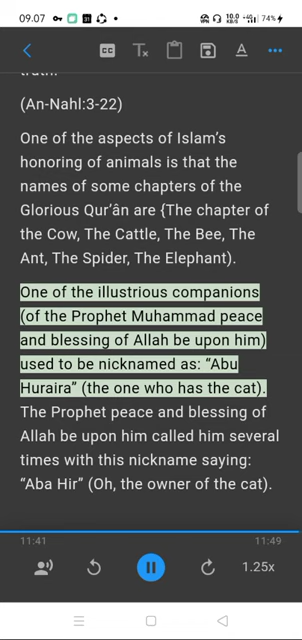 09.07
10.0
KB/S
4G
74%
CC
truth.
(An-Nahl:3-22)
One of the aspects of Islam's
honoring of animals is that the
names of some chapters of the
Glorious Qur'ân are {The chapter of
the Cow, The Cattle, The Bee, The
Ant, The Spider, The Elephant).
One of the illustrious companions
(of the Prophet Muhammad peace
and blessing of Allah be upon him)
used to be nicknamed as: “Abu
Huraira” (the one who has the cat).
The Prophet peace and blessing of
Allah be upon him called him several
times with this nickname saying:
“Aba Hir” (Oh, the owner of the cat).
11:41
11:49
1.25x